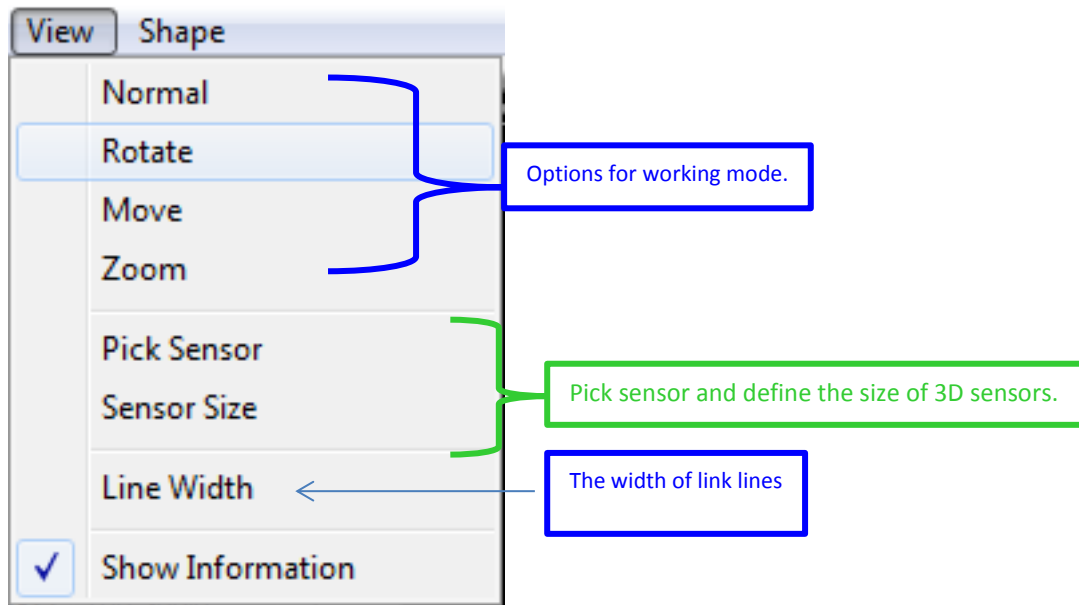 View Shape
Normal
Rotate
Options for working mode.
Move
Zoom
Pick Sensor
Pick sensor and define the size of 3D sensors.
Sensor Size
Line Width
The width of link lines
Show Information